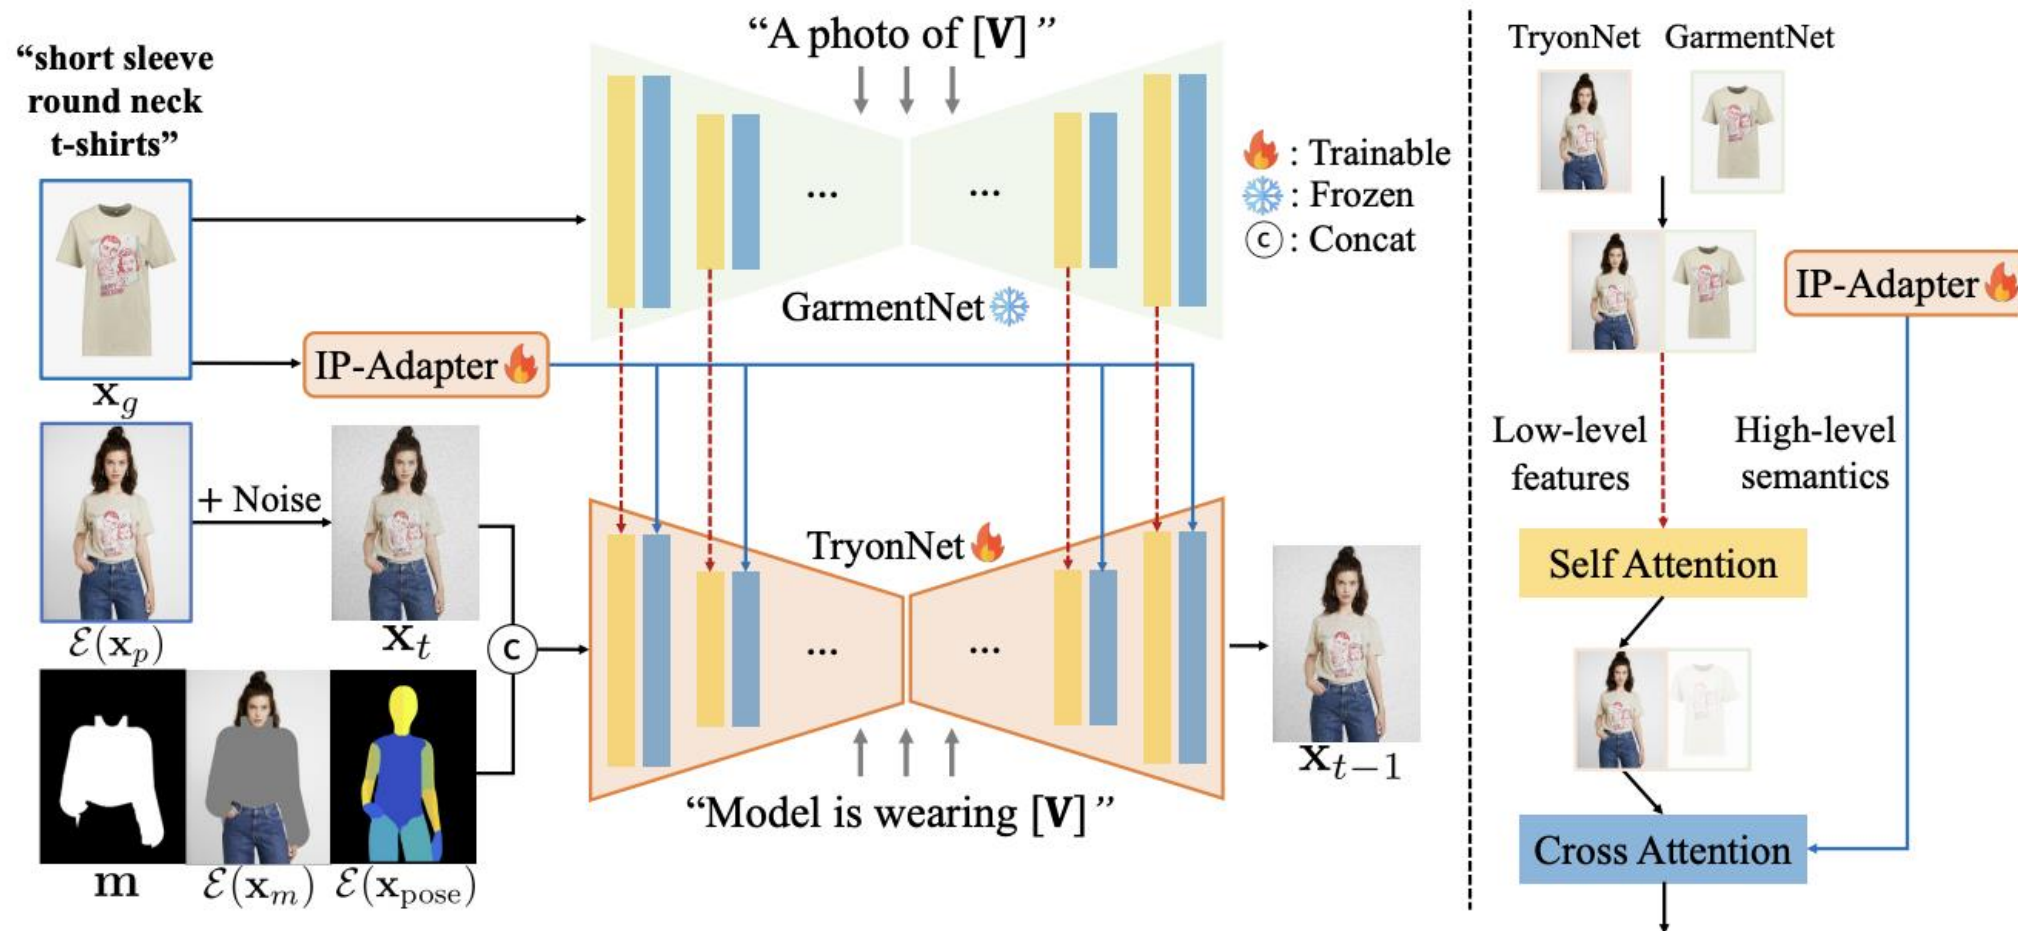 “short sleeve
round neck
t-shirts”
x_g
“A photo of [V]”
GarmentNet
: Trainable
: Frozen
C : Concat
IP-Adapter
+ Noise
ℰ(x_p)
x_t
C
TryonNet
x_{t−1}
“Model is wearing [V]”
m
ℰ(x_m)
ℰ(x_pose)
...
...
...
...
TryonNet
GarmentNet
IP-Adapter
Low-level
features
High-level
semantics
Self Attention
Cross Attention